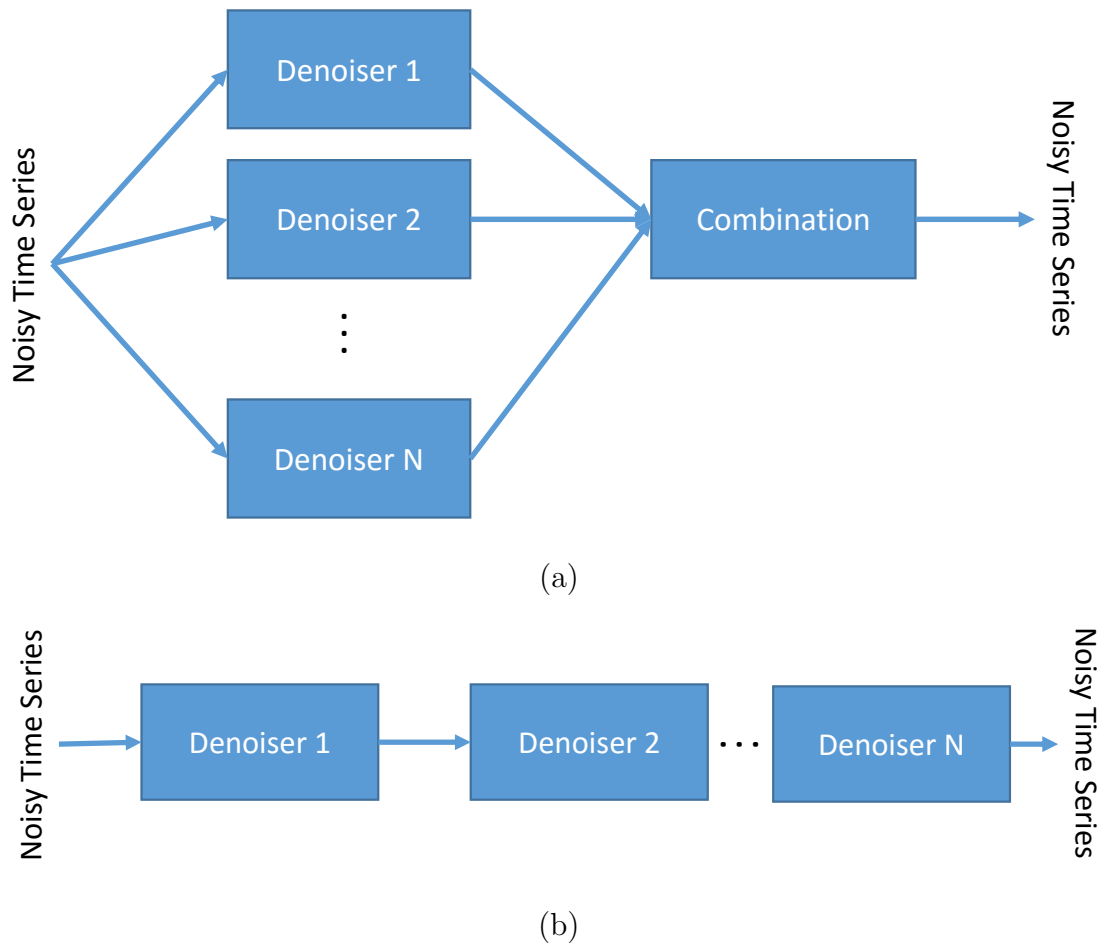 Noisy Time Series
Denoiser 1
Denoiser 2
...
Denoiser N
Combination
Noisy Time Series
(a)
Noisy Time Series
Denoiser 1
Denoiser 2
...
Denoiser N
Noisy Time Series
(b)